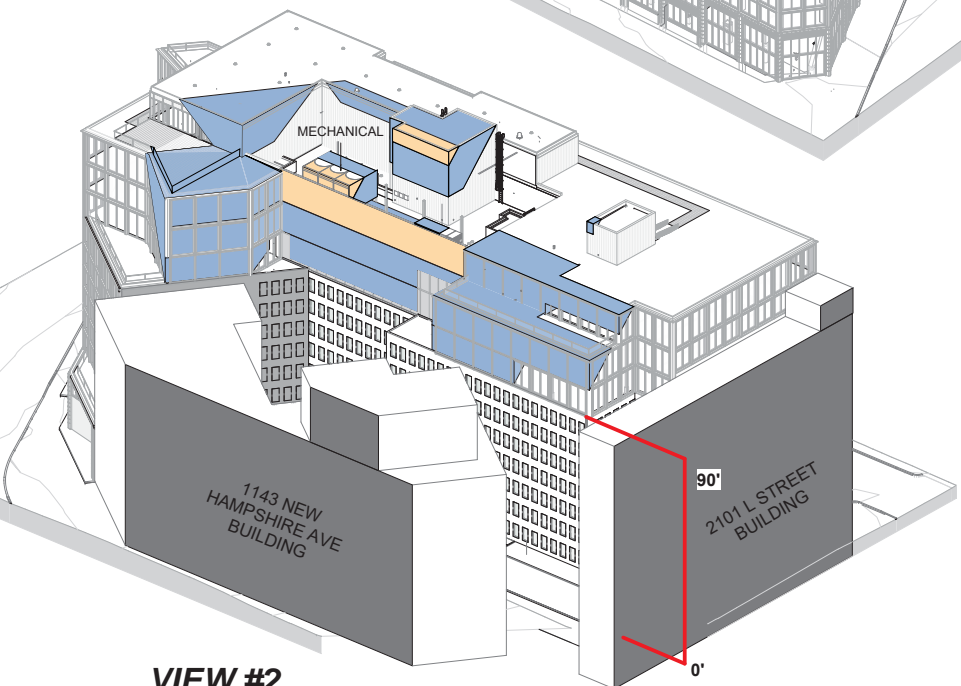 MECHANICAL
90'
1143 NEW
HAMPSHIRE AVE
BUILDING
2101 L STREET
BUILDING
0'
VIEW #2